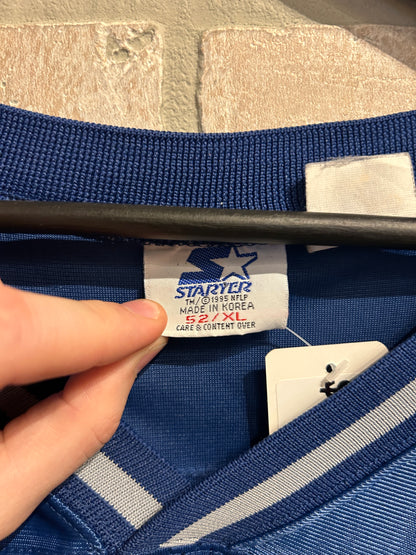 STARTER
TM/©1995 NFLP
MADE IN KOREA
52/XL
CARE & CONTENT OVER